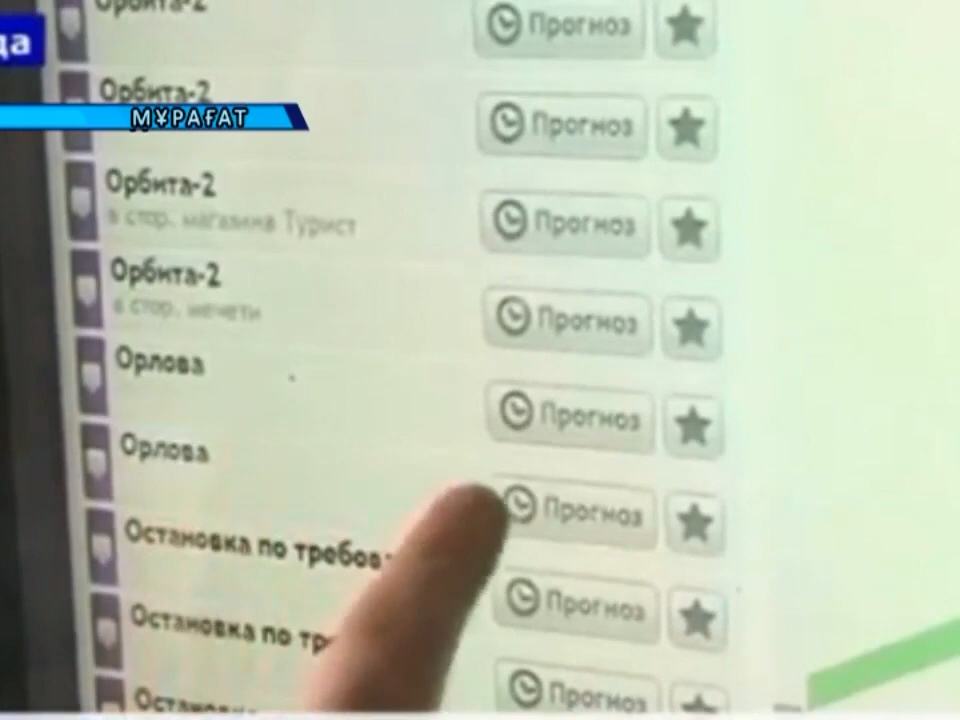 Орбита-2
Прогноз
да
Орбита-2
Прогноз
МҰРАҒАТ
Орбита-2
в стор. магазина Турист
Прогноз
Орбита-2
в стор. мечети
Прогноз
Орлова
Прогноз
Орлова
Прогноз
Остановка по требов
Прогноз
Остановка по тр
Прогноз
Останов